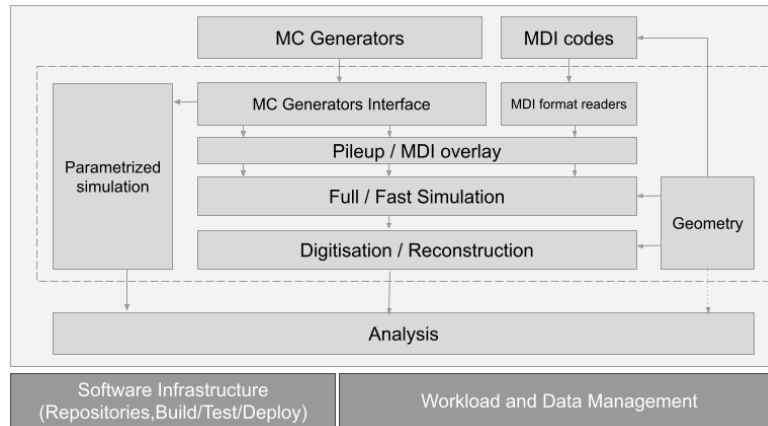 MC Generators
MDI codes
MC Generators Interface
MDI format readers
Parametrized
simulation
Pileup / MDI overlay
Full / Fast Simulation
Geometry
Digitisation / Reconstruction
Analysis
Software Infrastructure
(Repositories,Build/Test/Deploy)
Workload and Data Management